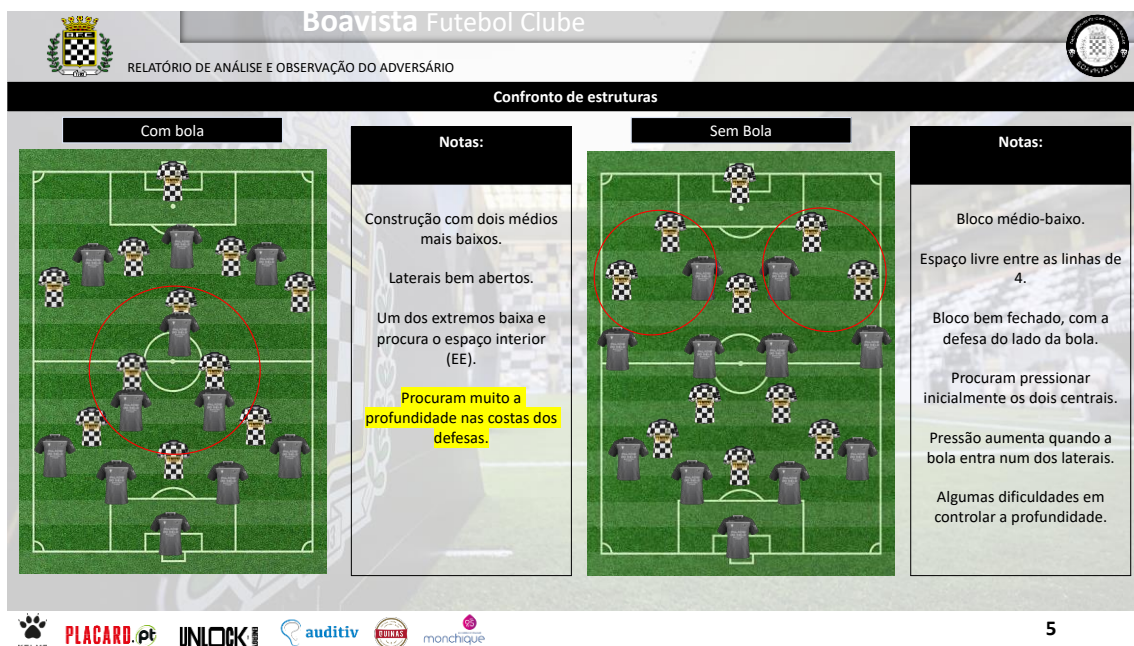 Boavista Futebol Clube
RELATÓRIO DE ANÁLISE E OBSERVAÇÃO DO ADVERSÁRIO
Confronto de estruturas
Com bola
Notas:
Construção com dois médios
mais baixos.
Laterais bem abertos.
Um dos extremos baixa e
procura o espaço interior
(EE).
Procuram muito a
profundidade nas costas dos
defesas.
Sem Bola
Notas:
Bloco médio-baixo.
Espaço livre entre as linhas de
4.
Bloco bem fechado, com a
defesa do lado da bola.
Procuram pressionar
inicialmente os dois centrais.
Pressão aumenta quando a
bola entra num dos laterais.
Algumas dificuldades em
controlar a profundidade.
PLACARD.pt
UNLOCK
auditiv
QUINAS
monchique
5